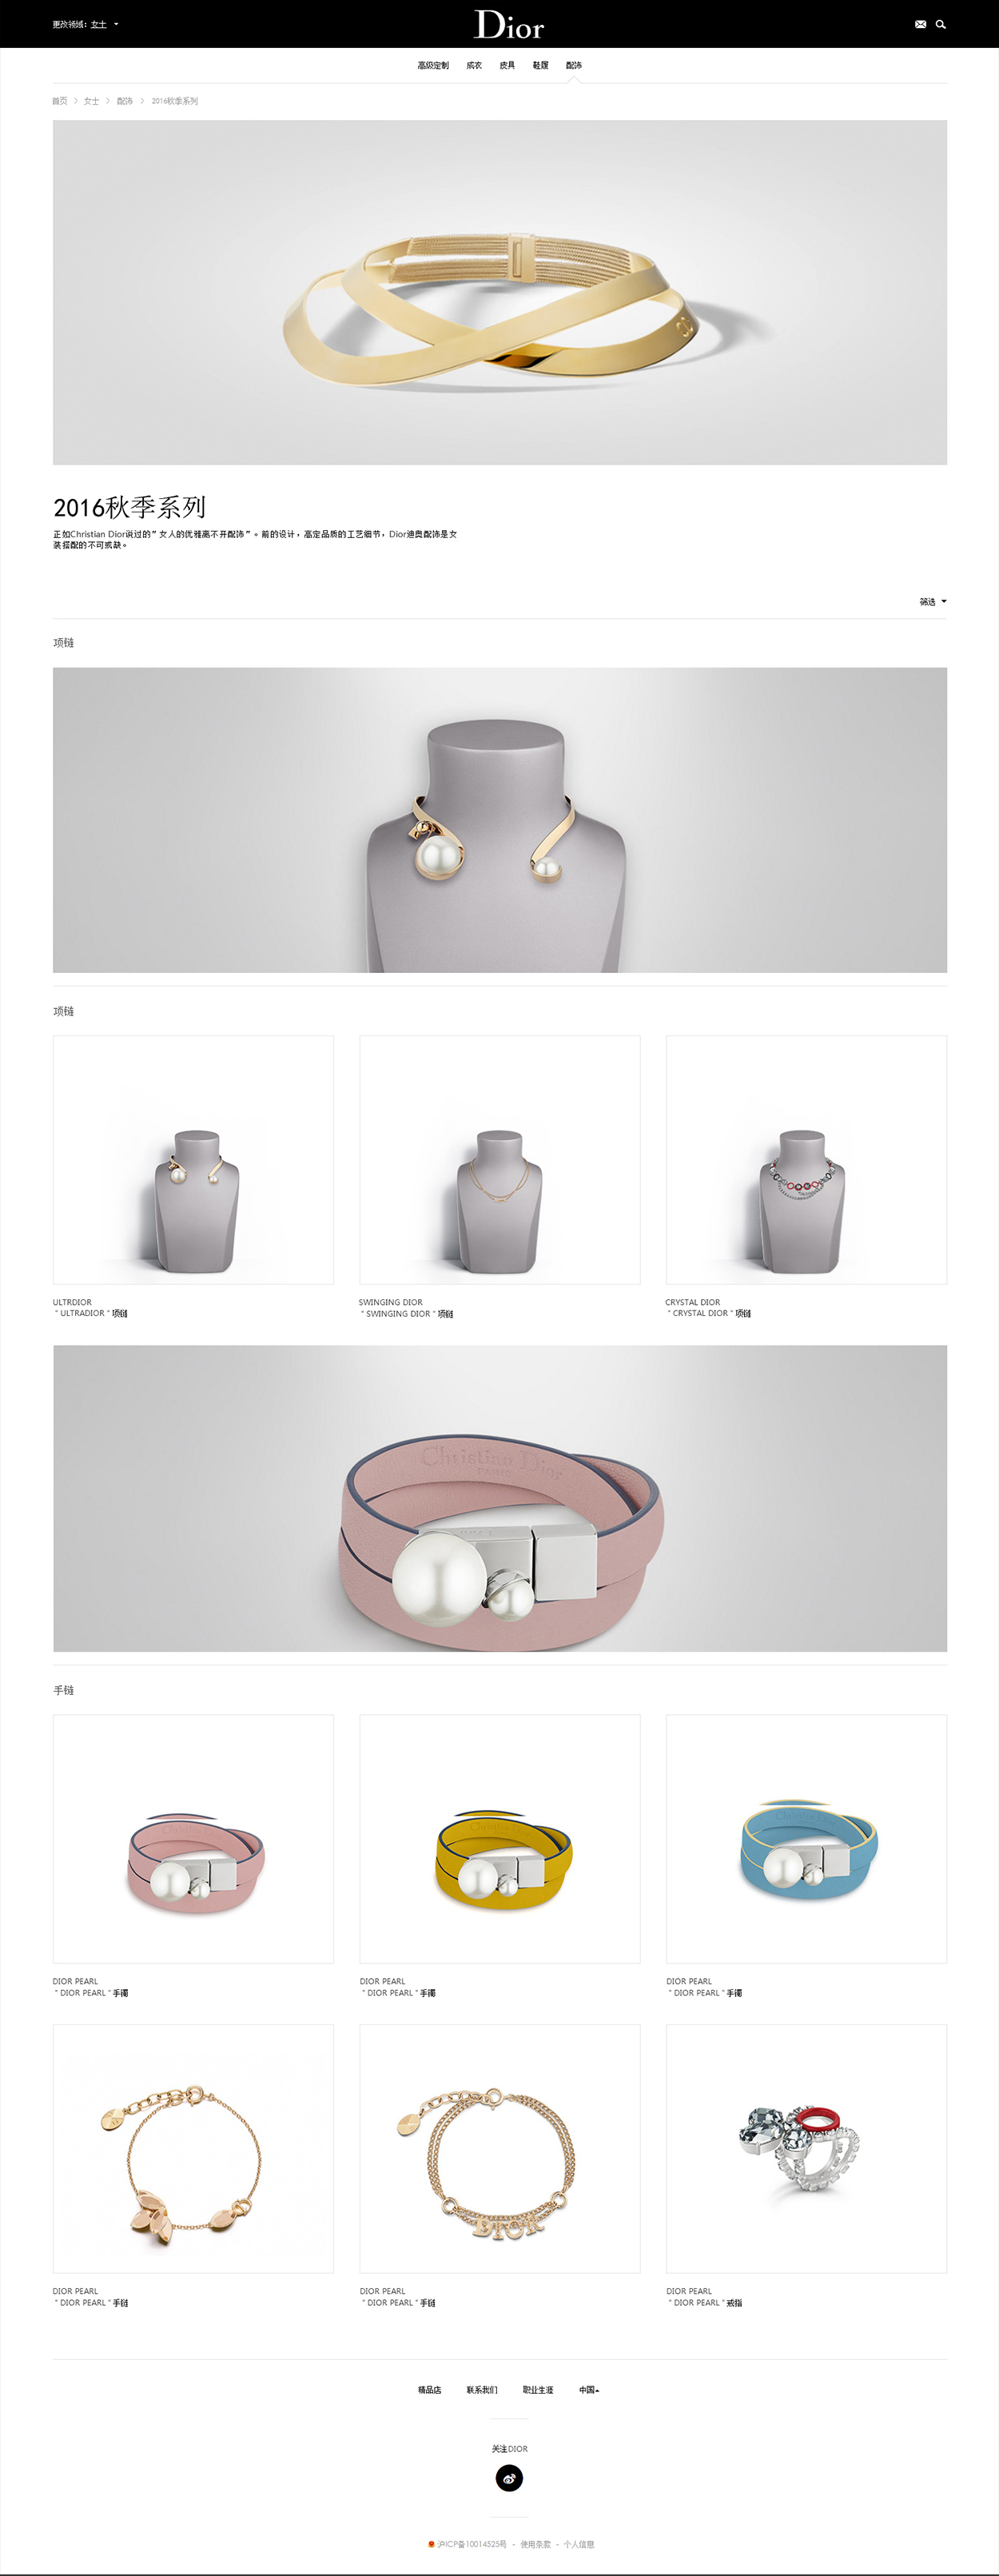 更改领域：女士
Dior
高级定制 成衣 皮具 鞋履 配饰
首页 > 女士 > 配饰 > 2016秋季系列
2016秋季系列
正如Christian Dior说过的＂女人的优雅离不开配饰＂。前的设计，高定品质的工艺细节，Dior迪奥配饰是女
装搭配的不可或缺。
筛选
项链
项链
ULTRDIOR
＂ULTRADIOR＂项链
SWINGING DIOR
＂SWINGING DIOR＂项链
CRYSTAL DIOR
＂CRYSTAL DIOR＂项链
Christian Dior
PARIS
手链
DIOR PEARL
＂DIOR PEARL＂手镯
DIOR PEARL
＂DIOR PEARL＂手镯
DIOR PEARL
＂DIOR PEARL＂手镯
DIOR
DIOR PEARL
＂DIOR PEARL＂手链
DIOR PEARL
＂DIOR PEARL＂手链
DIOR PEARL
＂DIOR PEARL＂戒指
精品店 联系我们 职业生涯 中国
关注DIOR
沪ICP备10014525号 - 使用条款 - 个人信息